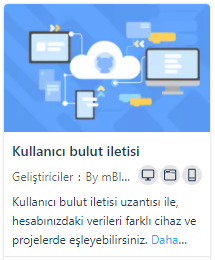 Kullanıcı bulut iletisi
Geliştiriciler : By mBl...
Kullanıcı bulut iletisi uzantısı ile,
hesabınızdaki verileri farklı cihaz ve
projelerde eşleyebilirsiniz. Daha...